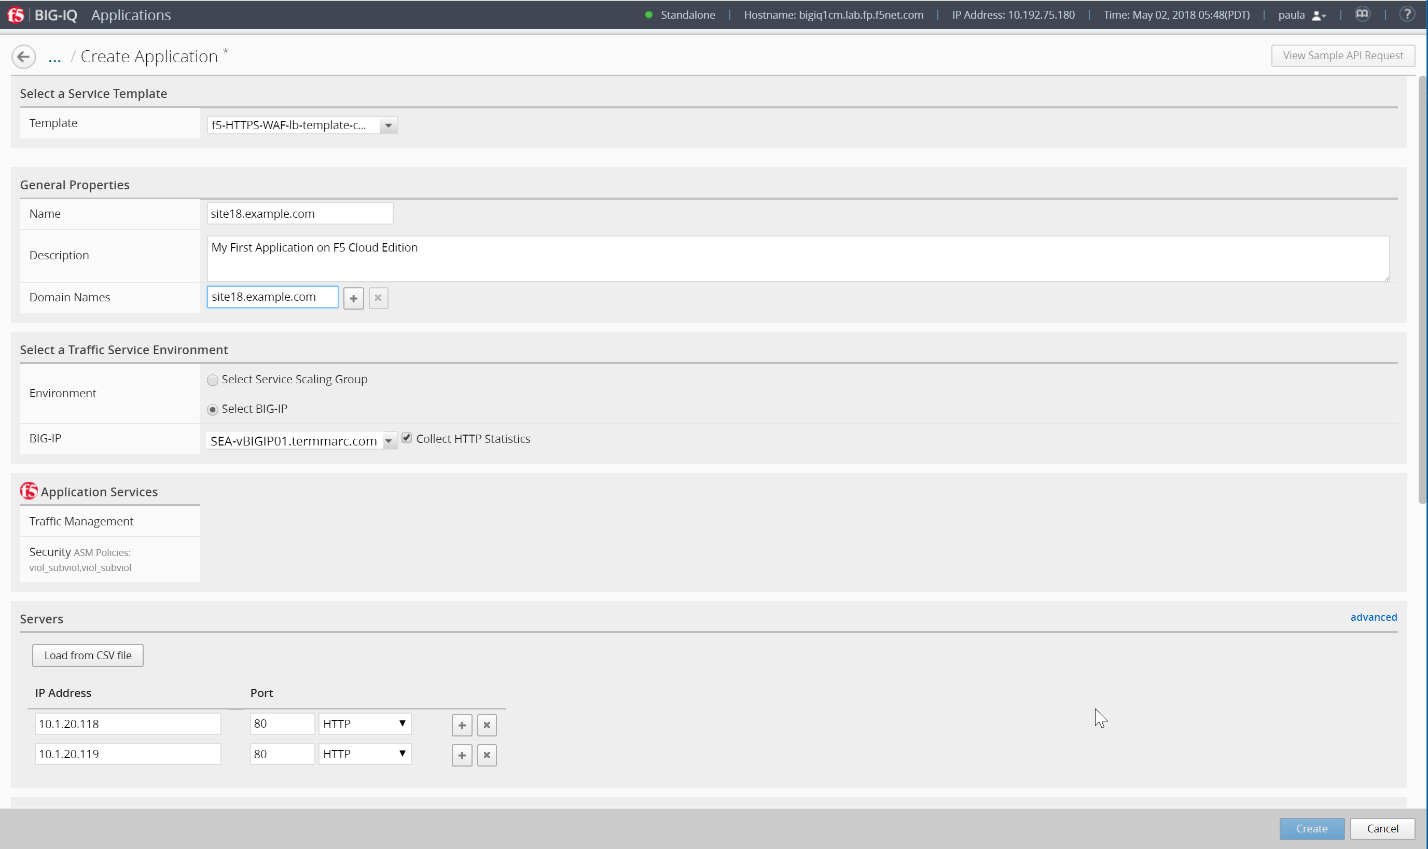 f5 BIG-IQ Applications Standalone Hostname: bigiq1cm.lab.fp.f5net.com IP Address: 10.192.75.180 Time: May 02, 2018 05:48(PDT) paula ?
... / Create Application * View Sample API Request
Select a Service Template
Template f5-HTTPS-WAF-lb-template-c...
General Properties
Name site18.example.com
Description My First Application on F5 Cloud Edition
Domain Names site18.example.com
Select a Traffic Service Environment
Environment Select Service Scaling Group
Select BIG-IP
BIG-IP SEA-vBIGIP01.termmarc.com Collect HTTP Statistics
f5 Application Services
Traffic Management
Security ASM Policies:
viol_subviol,viol_subviol
Servers advanced
Load from CSV file
IP Address Port
10.1.20.118 80 HTTP
10.1.20.119 80 HTTP
Create Cancel